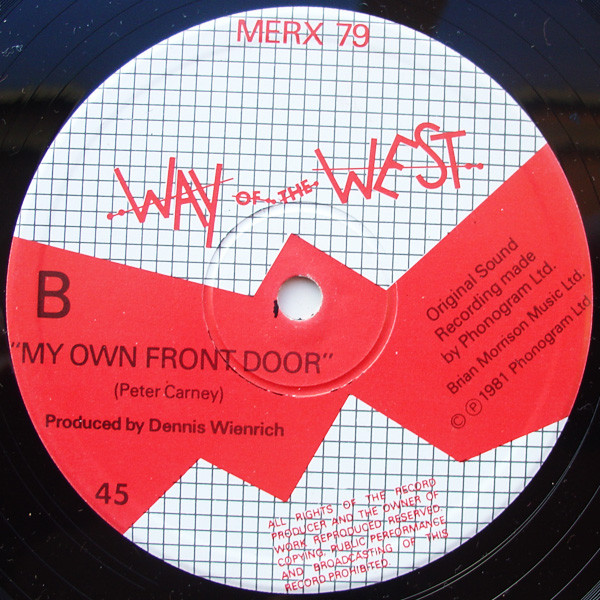 MERX 79
WAY OF THE WEST
B
"MY OWN FRONT DOOR"
(Peter Carney)
Produced by Dennis Wienrich
45
Original Sound
Recording made
by Phonogram Ltd.
Brian Morrison Music Ltd.
© ℗ 1981 Phonogram Ltd
ALL RIGHTS OF THE RECORD
PRODUCER AND THE OWNER OF
WORK REPRODUCED RESERVED.
COPYING, PUBLIC PERFORMANCE
AND BROADCASTING OF THIS
RECORD PROHIBITED.